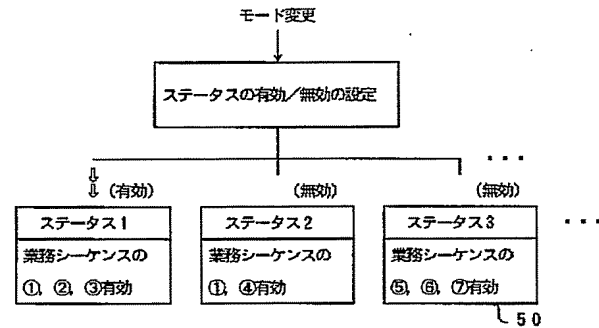 モード変更
ステータスの有効/無効の設定
・・・
(有効)
(無効)
(無効)
ステータス1
ステータス2
ステータス3
・・・
業務シーケンスの
①, ②, ③有効
業務シーケンスの
①, ④有効
業務シーケンスの
⑤, ⑥, ⑦有効
50